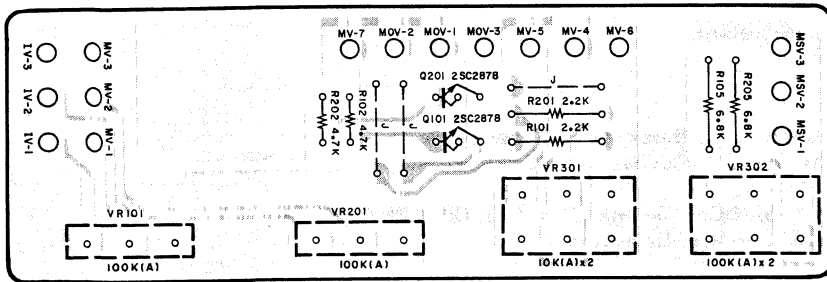 MV-7 MOV-2 MOV-1 MOV-3 MV-5 MV-4 MV-6
IV-3
IV-2
IV-1
MV-3
MV-2
MV-1
MSV-3
MSV-2
MSV-1
Q201 2SC2878
J
R201 2.2K
Q101 2SC2878
R101 2.2K
R202 4.7K
R102 4.7K
J
J
R105 6.8K
R205 6.8K
VR101
100K(A)
VR201
100K(A)
VR301
10K(A)x2
VR302
100K(A)x2